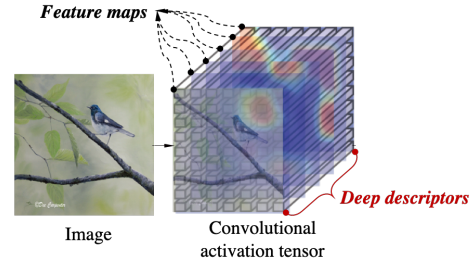 Feature maps
Deep descriptors
Image
Convolutional
activation tensor